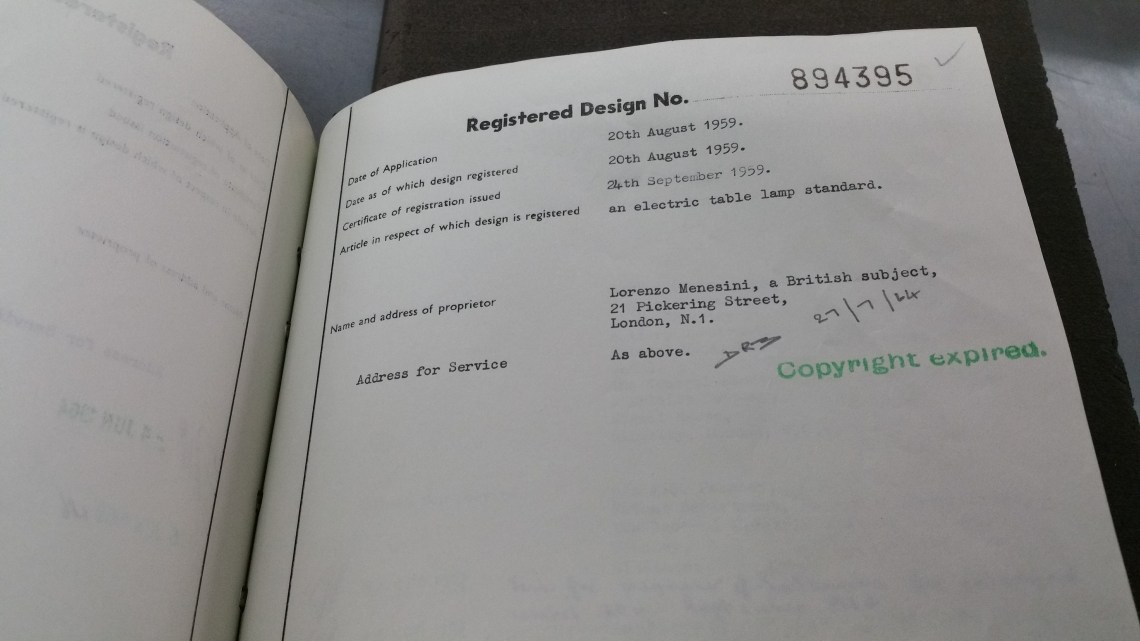 Registered Design No. 894395
Date of Application 20th August 1959.
Date as of which design registered 20th August 1959.
Certificate of registration issued 24th September 1959.
Article in respect of which design is registered an electric table lamp standard.
Name and address of proprietor Lorenzo Menesini, a British subject,
21 Pickering Street,
London, N.1.
27/7/64
Address for Service As above.
Copyright expired.